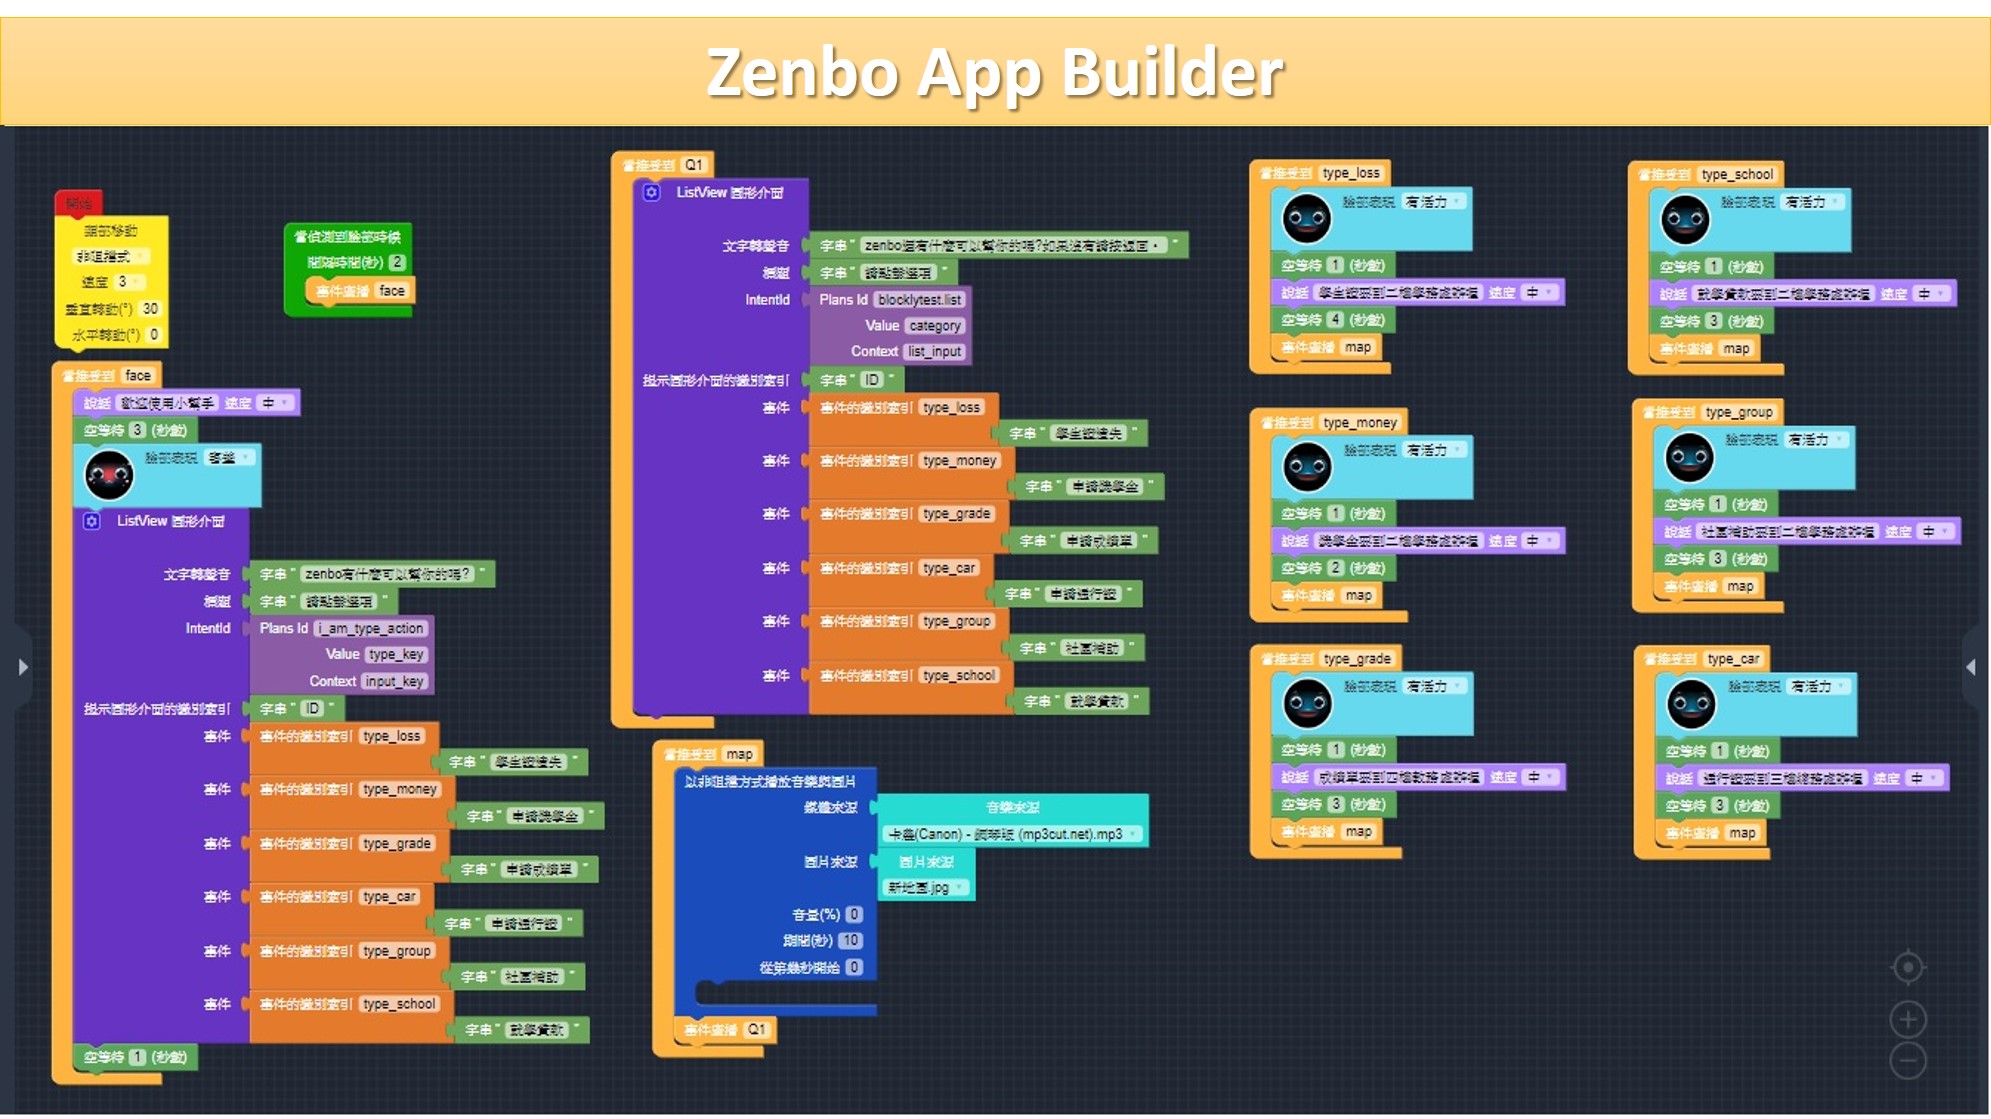 Zenbo App Builder
開始
頭部移動
非阻擋式
速度 3
垂直轉動(°) 30
水平轉動(°) 0
當偵測到臉部時候
間隔時間(秒) 2
事件廣播 face
當接受到 face
說話 歡迎使用小幫手 速度 中
空等待 3 (秒數)
臉部表現 害羞
ListView 圖形介面
文字轉聲音 字串 " zenbo有什麼可以幫你的嗎? "
標題 字串 " 請點餐選項 "
IntentId Plans Id i_am_type_action
Value type_key
Context input_key
指示圖形介面的識別索引 字串 " ID "
事件 事件的識別索引 type_loss
字串 " 學生證遺失 "
事件 事件的識別索引 type_money
字串 " 申請獎學金 "
事件 事件的識別索引 type_grade
字串 " 申請成績單 "
事件 事件的識別索引 type_car
字串 " 申請通行證 "
事件 事件的識別索引 type_group
字串 " 社區補助 "
事件 事件的識別索引 type_school
字串 " 就學貸款 "
空等待 1 (秒數)
當接受到 Q1
ListView 圖形介面
文字轉聲音 字串 " zenbo還有什麼可以幫你的嗎?如果沒有請按返回。 "
標題 字串 " 請點餐選項 "
IntentId Plans Id blocklytest.list
Value category
Context list_input
指示圖形介面的識別索引 字串 " ID "
事件 事件的識別索引 type_loss
字串 " 學生證遺失 "
事件 事件的識別索引 type_money
字串 " 申請獎學金 "
事件 事件的識別索引 type_grade
字串 " 申請成績單 "
事件 事件的識別索引 type_car
字串 " 申請通行證 "
事件 事件的識別索引 type_group
字串 " 社區補助 "
事件 事件的識別索引 type_school
字串 " 就學貸款 "
當接受到 map
以非阻擋方式播放音樂與圖片
媒體來源 音樂來源
卡農(Canon) - 鋼琴版 (mp3cut.net).mp3
圖片來源 圖片來源
新地圖.jpg
音量(%) 0
期間(秒) 10
從第幾秒開始 0
事件廣播 Q1
當接受到 type_loss
臉部表現 有活力
空等待 1 (秒數)
說話 學生證要到二樓學務處辦理 速度 中
空等待 4 (秒數)
事件廣播 map
當接受到 type_money
臉部表現 有活力
空等待 1 (秒數)
說話 獎學金要到二樓學務處辦理 速度 中
空等待 2 (秒數)
事件廣播 map
當接受到 type_grade
臉部表現 有活力
空等待 1 (秒數)
說話 成績單要到四樓教務處辦理 速度 中
空等待 3 (秒數)
事件廣播 map
當接受到 type_school
臉部表現 有活力
空等待 1 (秒數)
說話 就學貸款要到二樓學務處辦理 速度 中
空等待 3 (秒數)
事件廣播 map
當接受到 type_group
臉部表現 有活力
空等待 1 (秒數)
說話 社區補助要到二樓學務處辦理 速度 中
空等待 3 (秒數)
事件廣播 map
當接受到 type_car
臉部表現 有活力
空等待 1 (秒數)
說話 通行證要到三樓總務處辦理 速度 中
空等待 3 (秒數)
事件廣播 map